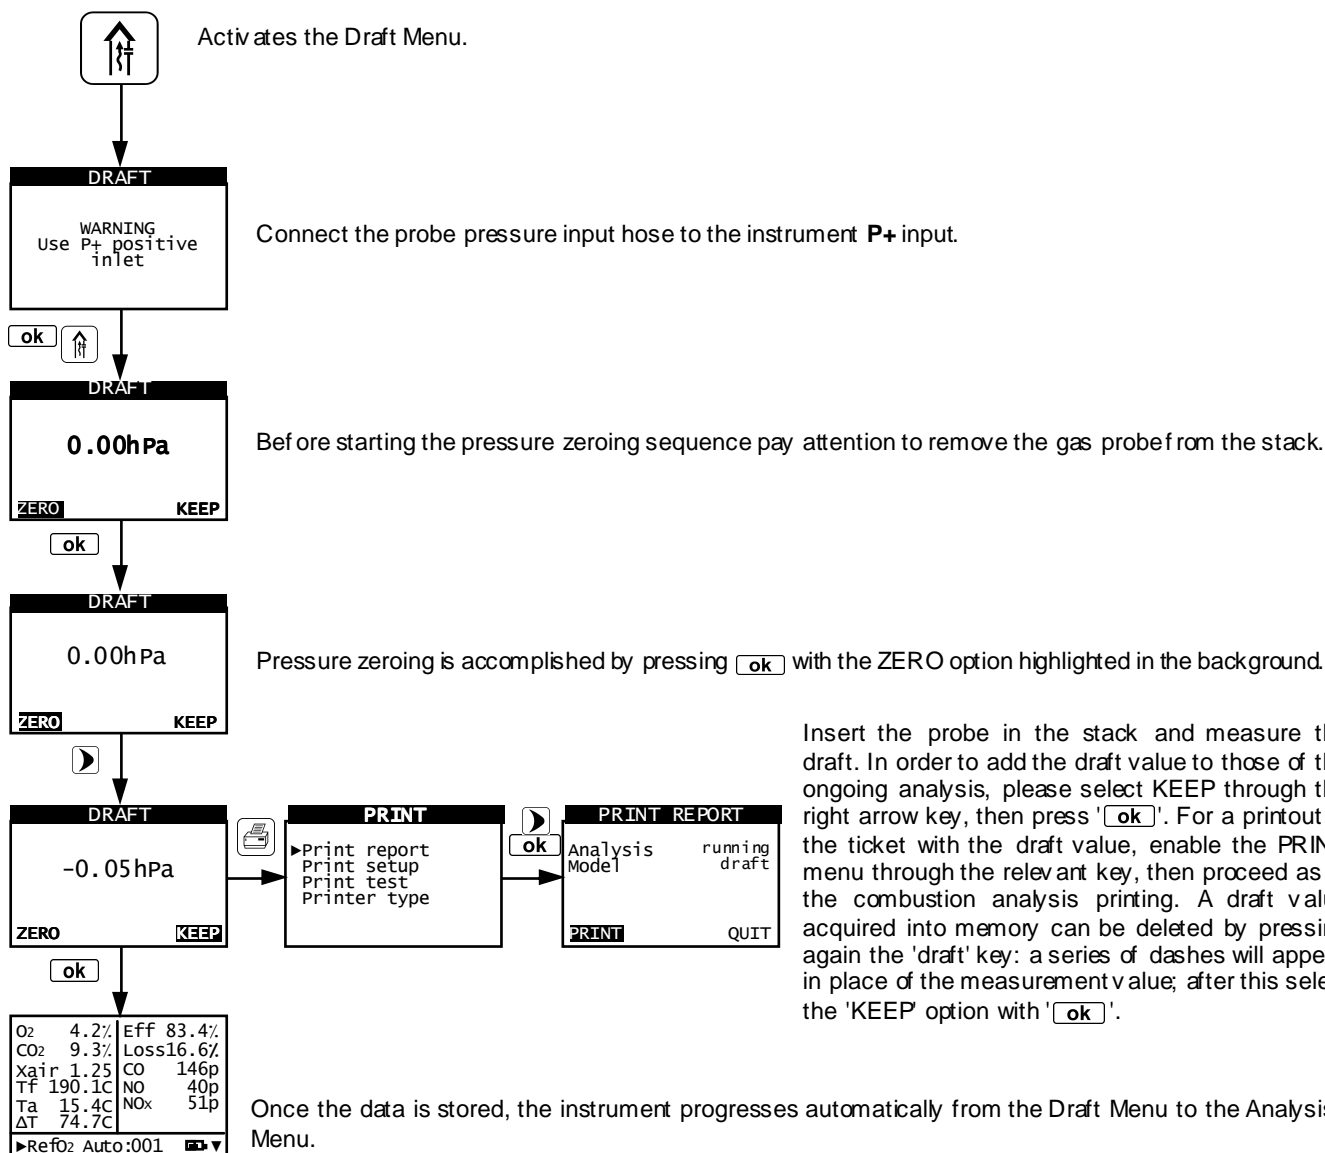 Activates the Draft Menu.
DRAFT
WARNING
Use P+ positive
inlet
Connect the probe pressure input hose to the instrument P+ input.
ok
DRAFT
0.00hPa
ZERO KEEP
Before starting the pressure zeroing sequence pay attention to remove the gas probe from the stack.
ok
DRAFT
0.00hPa
ZERO KEEP
Pressure zeroing is accomplished by pressing ok with the ZERO option highlighted in the background.
DRAFT
-0.05hPa
ZERO KEEP
PRINT
►Print report
Print setup
Print test
Printer type
ok
PRINT REPORT
Analysis running
Model draft
PRINT QUIT
Insert the probe in the stack and measure
draft. In order to add the draft value to those of
ongoing analysis, please select KEEP through
right arrow key, then press ' ok '. For a printout
the ticket with the draft value, enable the
menu through the relevant key, then proceed as
the combustion analysis printing. A draft
acquired into memory can be deleted by
again the 'draft' key: a series of dashes will
in place of the measurement value; after this
the 'KEEP' option with ' ok '.
ok
O2 4.2% Eff 83.4%
CO2 9.3% Loss16.6%
Xair 1.25 CO 146p
Tf 190.1C NO 40p
Ta 15.4C NOx 51p
ΔT 74.7C
►RefO2 Auto:001 ▼
Once the data is stored, the instrument progresses automatically from the Draft Menu to the
Menu.